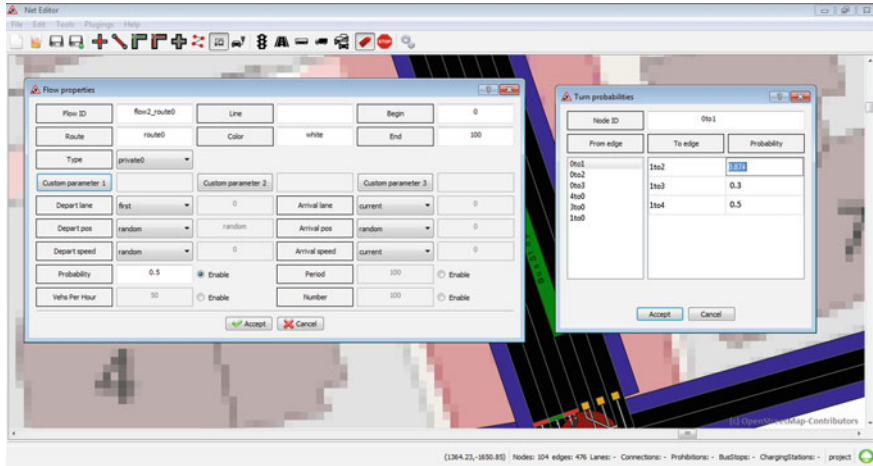 Net Editor
File Edit Tools Plugings Help
Flow properties
Flow ID flow2_route0 Line Begin 0
Route route0 Color white End 100
Type private0
Custom parameter 1 Custom parameter 2 Custom parameter 3
Depart lane first 0 Arrival lane current 0
Depart pos random random Arrival pos random 0
Depart speed random 0 Arrival speed current 0
Probability 0.5 Enable Period 100 Enable
Vehs Per Hour 50 Enable Number 100 Enable
Accept Cancel
Turn probabilities
Node ID 0to1
From edge To edge Probability
0to1
0to2
0to3
4to0
3to0
1to0
1to2
1to3 0.3
1to4 0.5
Accept Cancel
STOP
4
7
(c) OpenStreetMap-Contributors
(1364.23,-1650.85) Nodes: 104 edges: 476 Lanes: - Connections: - Prohibitions: - BusStops: - ChargingStations: - project